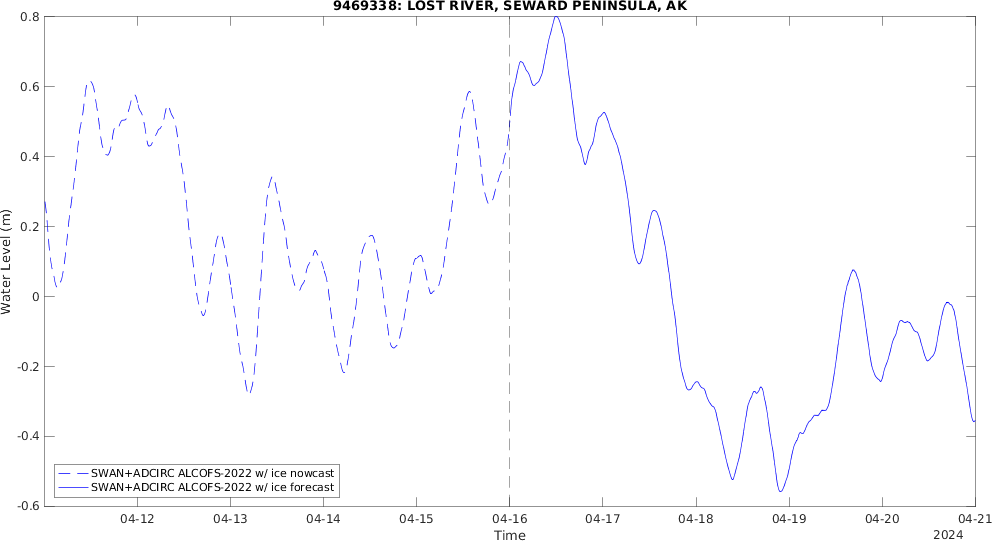 9469338: LOST RIVER, SEWARD PENINSULA, AK
0.8
0.6
0.4
0.2
0
-0.2
-0.4
-0.6
Water Level (m)
SWAN+ADCIRC ALCOFS-2022 w/ ice nowcast
SWAN+ADCIRC ALCOFS-2022 w/ ice forecast
04-12 04-13 04-14 04-15 04-16 04-17 04-18 04-19 04-20 04-21
Time
2024